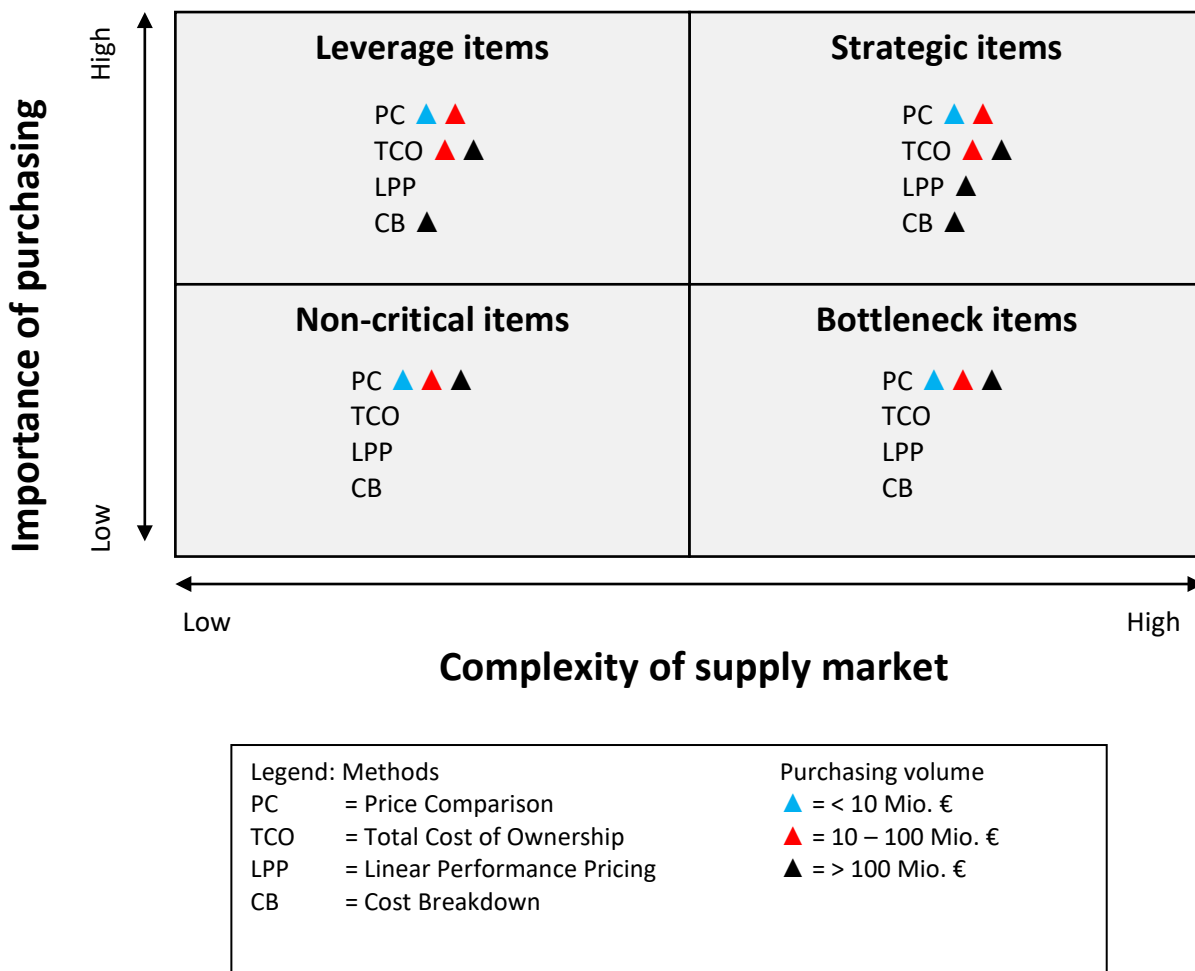 High
Importance of purchasing
Low
Leverage items
PC
TCO
LPP
CB
Strategic items
PC
TCO
LPP
CB
Non-critical items
PC
TCO
LPP
CB
Bottleneck items
PC
TCO
LPP
CB
Low
High
Complexity of supply market
Legend: Methods
PC = Price Comparison
TCO = Total Cost of Ownership
LPP = Linear Performance Pricing
CB = Cost Breakdown
Purchasing volume
▲ = < 10 Mio. €
▲ = 10 – 100 Mio. €
▲ = > 100 Mio. €